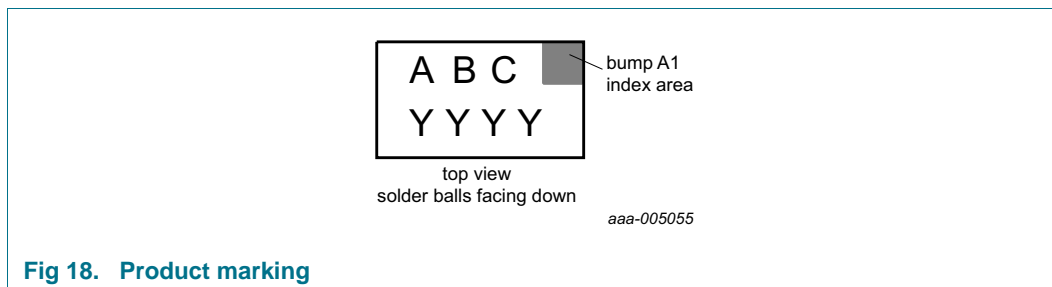 A B C
Y Y Y Y
bump A1
index area
top view
solder balls facing down
aaa-005055
Fig 18. Product marking